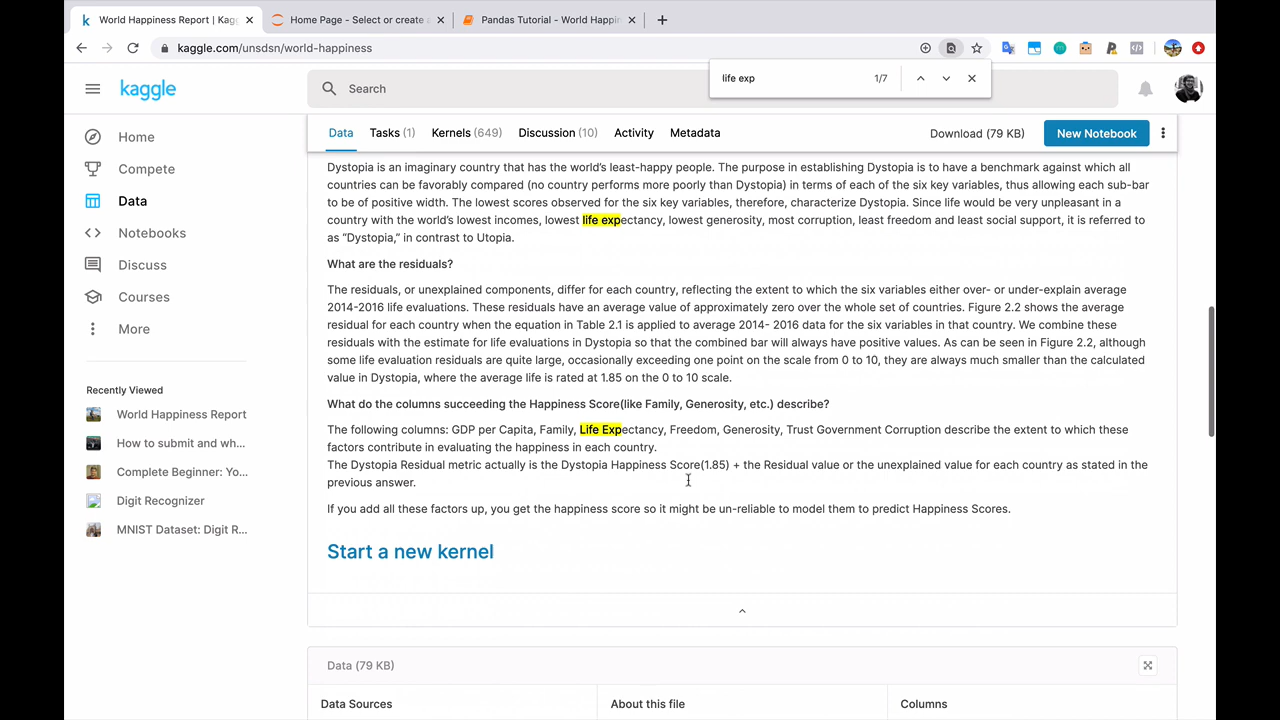 World Happiness Report | Kag
Home Page - Select or create a
Pandas Tutorial - World Happin
kaggle.com/unsdsn/world-happiness
life exp
1/7
kaggle
Search
Data
Tasks (1)
Kernels (649)
Discussion (10)
Activity
Metadata
Download (79 KB)
New Notebook
Home
Compete
Data
Notebooks
Discuss
Courses
More
Recently Viewed
World Happiness Report
How to submit and wh...
Complete Beginner: Yo...
Digit Recognizer
MNIST Dataset: Digit R...
Dystopia is an imaginary country that has the world's least-happy people. The purpose in establishing Dystopia is to have a benchmark against which all
countries can be favorably compared (no country performs more poorly than Dystopia) in terms of each of the six key variables, thus allowing each sub-bar
to be of positive width. The lowest scores observed for the six key variables, therefore, characterize Dystopia. Since life would be very unpleasant in a
country with the world's lowest incomes, lowest life expectancy, lowest generosity, most corruption, least freedom and least social support, it is referred to
as “Dystopia,” in contrast to Utopia.
What are the residuals?
The residuals, or unexplained components, differ for each country, reflecting the extent to which the six variables either over- or under-explain average
2014-2016 life evaluations. These residuals have an average value of approximately zero over the whole set of countries. Figure 2.2 shows the average
residual for each country when the equation in Table 2.1 is applied to average 2014- 2016 data for the six variables in that country. We combine these
residuals with the estimate for life evaluations in Dystopia so that the combined bar will always have positive values. As can be seen in Figure 2.2, although
some life evaluation residuals are quite large, occasionally exceeding one point on the scale from 0 to 10, they are always much smaller than the calculated
value in Dystopia, where the average life is rated at 1.85 on the 0 to 10 scale.
What do the columns succeeding the Happiness Score(like Family, Generosity, etc.) describe?
The following columns: GDP per Capita, Family, Life Expectancy, Freedom, Generosity, Trust Government Corruption describe the extent to which these
factors contribute in evaluating the happiness in each country.
The Dystopia Residual metric actually is the Dystopia Happiness Score(1.85) + the Residual value or the unexplained value for each country as stated in the
previous answer.
If you add all these factors up, you get the happiness score so it might be un-reliable to model them to predict Happiness Scores.
Start a new kernel
Data (79 KB)
Data Sources
About this file
Columns